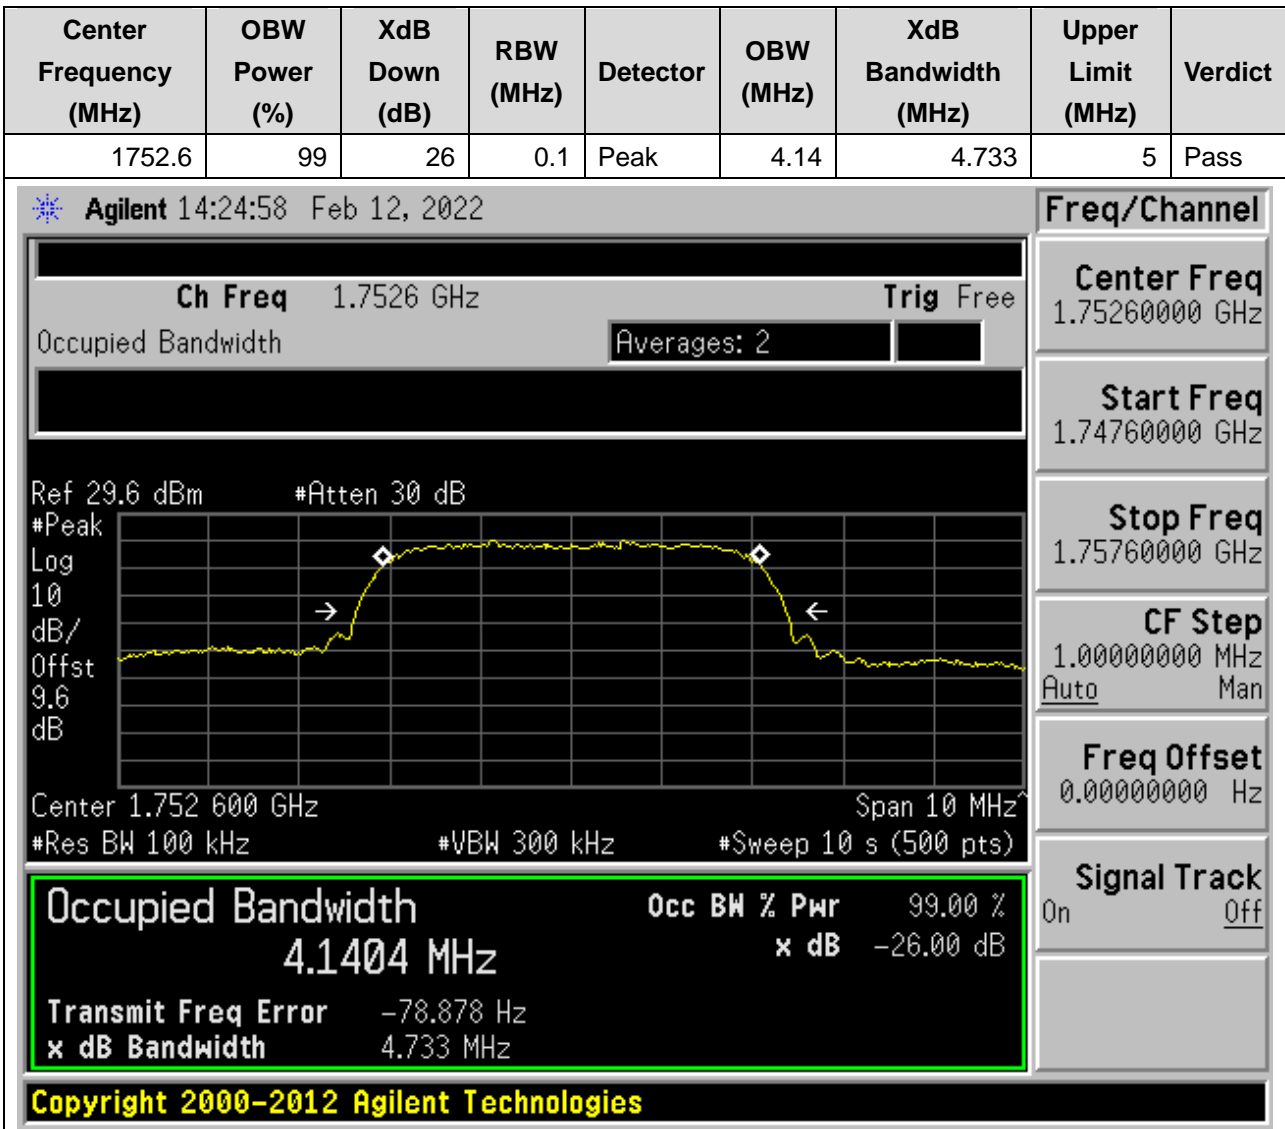 Center Frequency (MHz) OBW Power (%) XdB Down (dB) RBW (MHz) Detector OBW (MHz) XdB Bandwidth (MHz) Upper Limit (MHz) Verdict
1752.6 99 26 0.1 Peak 4.14 4.733 5 Pass
Agilent 14:24:58 Feb 12, 2022
Freq/Channel
Ch Freq 1.7526 GHz Trig Free
Occupied Bandwidth Averages: 2
Center Freq
1.75260000 GHz
Start Freq
1.74760000 GHz
Stop Freq
1.75760000 GHz
CF Step
1.00000000 MHz
Auto Man
Freq Offset
0.00000000 Hz
Signal Track
On Off
Ref 29.6 dBm #Atten 30 dB
#Peak
Log
10
dB/
Offst
9.6
dB
Center 1.752 600 GHz Span 10 MHz^
#Res BW 100 kHz #VBW 300 kHz #Sweep 10 s (500 pts)
Occupied Bandwidth Occ BW % Pwr 99.00 %
4.1404 MHz x dB -26.00 dB
Transmit Freq Error -78.878 Hz
x dB Bandwidth 4.733 MHz
Copyright 2000-2012 Agilent Technologies